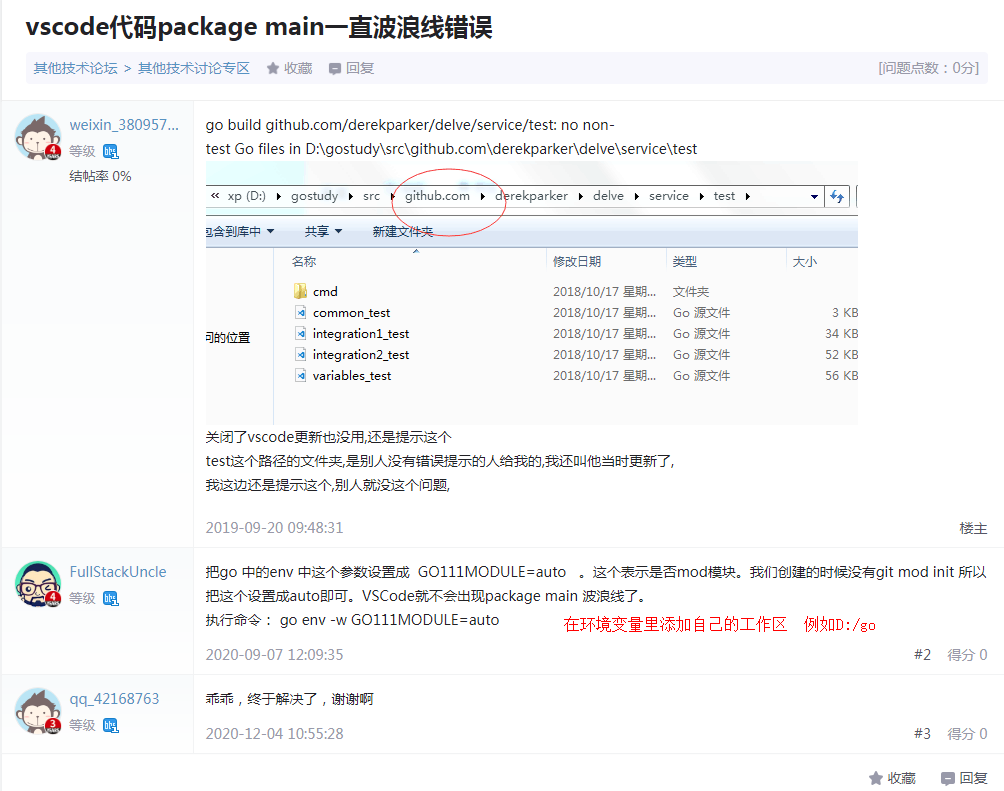 vscode代码package main一直波浪线错误
其他技术论坛 > 其他技术讨论专区 收藏 回复 [问题点数：0分]
weixin_380957...
等级
结帖率 0%
go build github.com/derekparker/delve/service/test: no non-
test Go files in D:\gostudy\src\github.com\derekparker\delve\service\test
« xp (D:) gostudy src github.com derekparker delve service test
包含到库中 共享 新建文件夹
名称 修改日期 类型 大小
cmd 2018/10/17 星期... 文件夹
common_test 2018/10/17 星期... Go 源文件 3 KB
integration1_test 2018/10/17 星期... Go 源文件 34 KB
问的位置
integration2_test 2018/10/17 星期... Go 源文件 52 KB
variables_test 2018/10/17 星期... Go 源文件 56 KB
关闭了vscode更新也没用,还是提示这个
test这个路径的文件夹,是别人没有错误提示的人给我的,我还叫他当时更新了,
我这边还是提示这个,别人就没这个问题,
2019-09-20 09:48:31 楼主
FullStackUncle
等级
把go 中的env 中这个参数设置成 GO111MODULE=auto 。这个表示是否mod模块。我们创建的时候没有git mod init 所以
把这个设置成auto即可。VSCode就不会出现package main 波浪线了。
执行命令： go env -w GO111MODULE=auto
在环境变量里添加自己的工作区 例如D:/go
2020-09-07 12:09:35 #2 得分 0
qq_42168763
等级
乖乖，终于解决了，谢谢啊
2020-12-04 10:55:28 #3 得分 0
收藏 回复